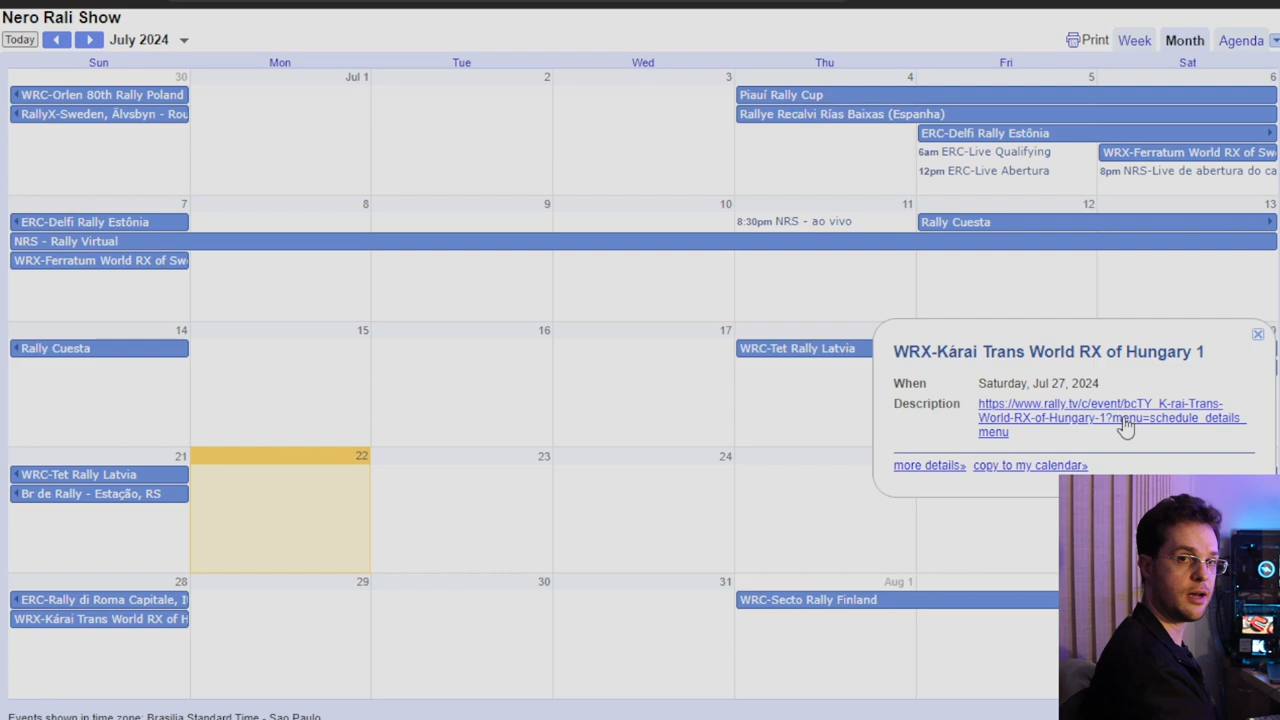 Nero Rali Show
Today July 2024 Print Week Month Agenda
Sun Mon Tue Wed Thu Fri Sat
30 Jul 1 2 3 4 5 6
WRC-Orlen 80th Rally Poland Piauí Rally Cup
RallyX-Sweden, Älvsbyn - Rou Rallye Recalvi Rías Baixas (Espanha)
ERC-Delfi Rally Estônia
6am ERC-Live Qualifying WRX-Ferratum World RX of Sw
12pm ERC-Live Abertura 8pm NRS-Live de abertura do ca
7 8 9 10 11 12 13
ERC-Delfi Rally Estônia 8:30pm NRS - ao vivo Rally Cuesta
NRS - Rally Virtual
WRX-Ferratum World RX of Sw
14 15 16 17
Rally Cuesta WRC-Tet Rally Latvia
WRX-Kárai Trans World RX of Hungary 1
When Saturday, Jul 27, 2024
Description https://www.rally.tv/c/event/bcTY_K-rai-Trans-
World-RX-of-Hungary-1?menu=schedule_details_
menu
more details» copy to my calendar»
21 22 23 24
WRC-Tet Rally Latvia
Br de Rally - Estação, RS
28 29 30 31 Aug 1
ERC-Rally di Roma Capitale, I WRC-Secto Rally Finland
WRX-Kárai Trans World RX of H
Events shown in time zone: Brasilia Standard Time - Sao Paulo